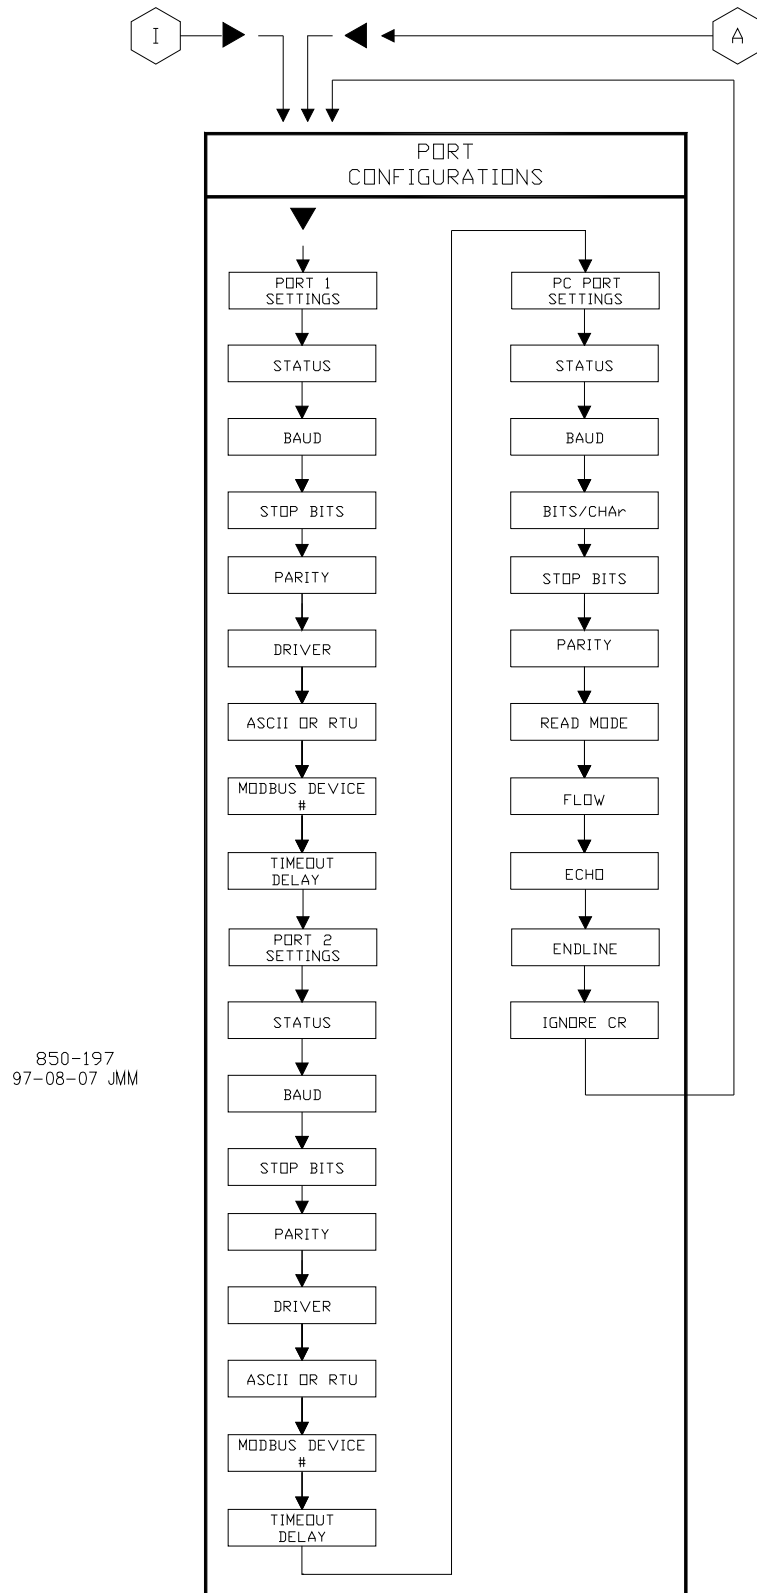 I
A
PORT
CONFIGURATIONS
PORT 1
SETTINGS
STATUS
BAUD
STOP BITS
PARITY
DRIVER
ASCII OR RTU
MODBUS DEVICE
#
TIMEOUT
DELAY
PORT 2
SETTINGS
STATUS
BAUD
STOP BITS
PARITY
DRIVER
ASCII OR RTU
MODBUS DEVICE
#
TIMEOUT
DELAY
PC PORT
SETTINGS
STATUS
BAUD
BITS/CHAr
STOP BITS
PARITY
READ MODE
FLOW
ECHO
ENDLINE
IGNORE CR
850-197
97-08-07 JMM